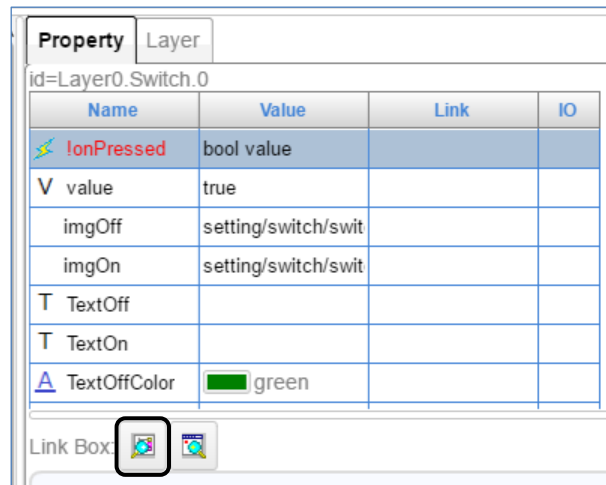 Property Layer
id=Layer0.Switch.0
Name Value Link IO
!onPressed bool value
V value true
imgOff setting/switch/swit
imgOn setting/switch/swit
T TextOff
T TextOn
A TextOffColor green
Link Box: